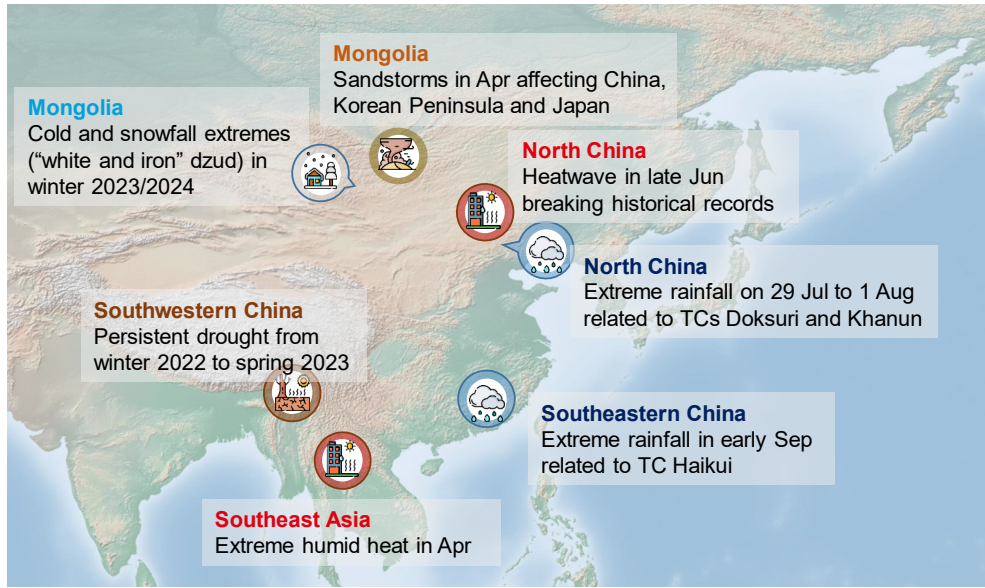 Mongolia
Sandstorms in Apr affecting China,
Korean Peninsula and Japan
Mongolia
Cold and snowfall extremes
(“white and iron” dzud) in
winter 2023/2024
North China
Heatwave in late Jun
breaking historical records
North China
Extreme rainfall on 29 Jul to 1 Aug
related to TCs Doksuri and Khanun
Southwestern China
Persistent drought from
winter 2022 to spring 2023
Southeastern China
Extreme rainfall in early Sep
related to TC Haikui
Southeast Asia
Extreme humid heat in Apr